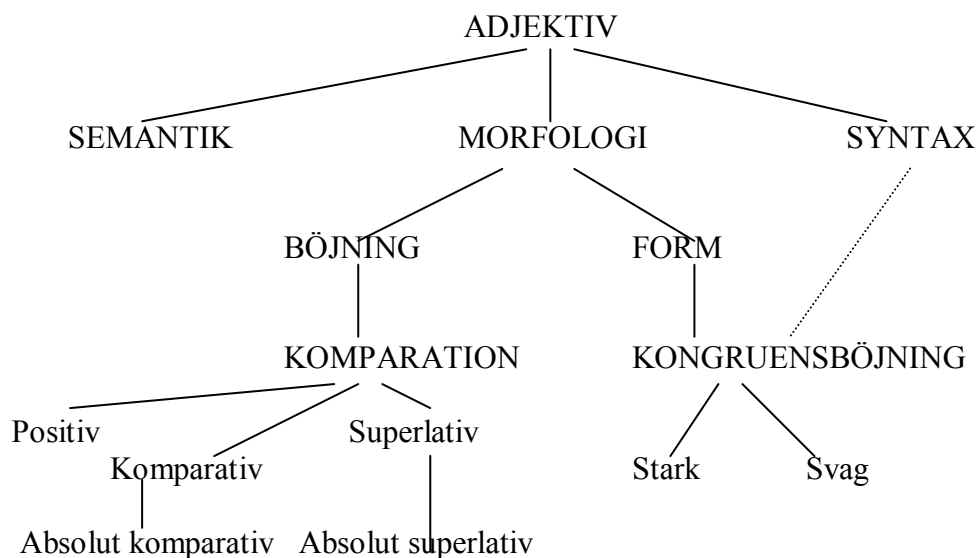 ADJEKTIV
SEMANTIK MORFOLOGI SYNTAX
BÖJNING FORM
KOMPARATION KONGRUENSBÖJNING
Positiv Superlativ
Komparativ Stark Svag
Absolut komparativ Absolut superlativ